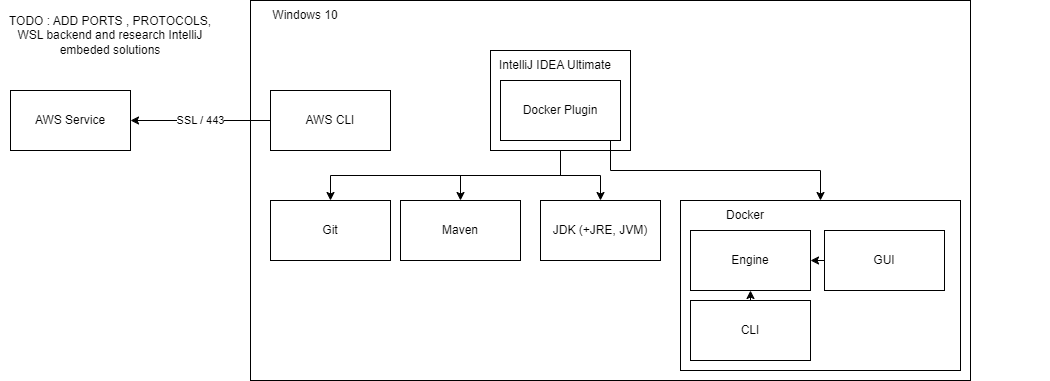 TODO : ADD PORTS , PROTOCOLS,
WSL backend and research IntelliJ
embeded solutions
Windows 10
IntelliJ IDEA Ultimate
Docker Plugin
AWS Service
SSL / 443
AWS CLI
Git
Maven
JDK (+JRE, JVM)
Docker
Engine
GUI
CLI